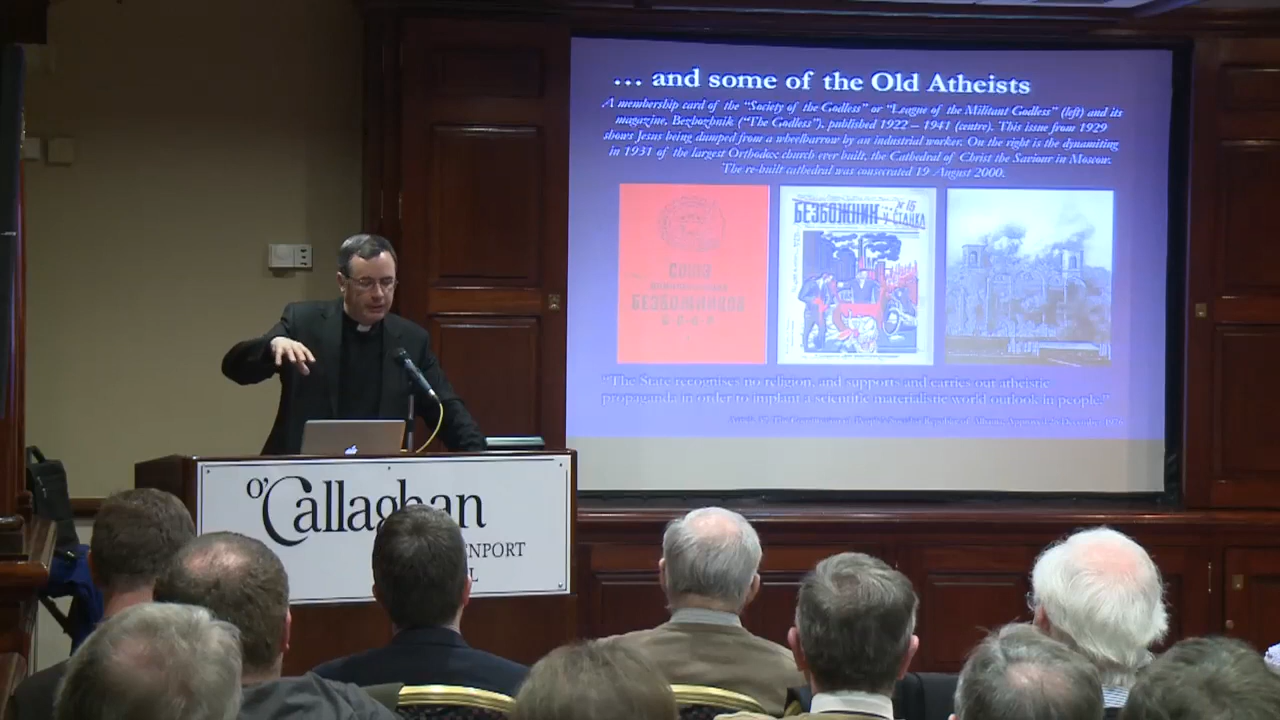 … and some of the Old Atheists
A membership card of the “Society of the Godless” or “League of the Militant Godless” (left) and its
magazine, Bezbozhnik (“The Godless”), published 1922 – 1941 (centre). This issue from 1929
shows Jesus being dumped from a wheelbarrow by an industrial worker. On the right is the dynamiting
in 1931 of the largest Orthodox church ever built, the Cathedral of Christ the Saviour in Moscow.
The re-built cathedral was consecrated 19 August 2000.
СОЮЗ
БЕЗБОЖНИКОВ
БЕЗБОЖНИК
№ 15
У СТАНКА
“The State recognises no religion, and supports and carries out atheistic
propaganda in order to implant a scientific materialistic world outlook in people.”
O'Callaghan
ENPORT
L